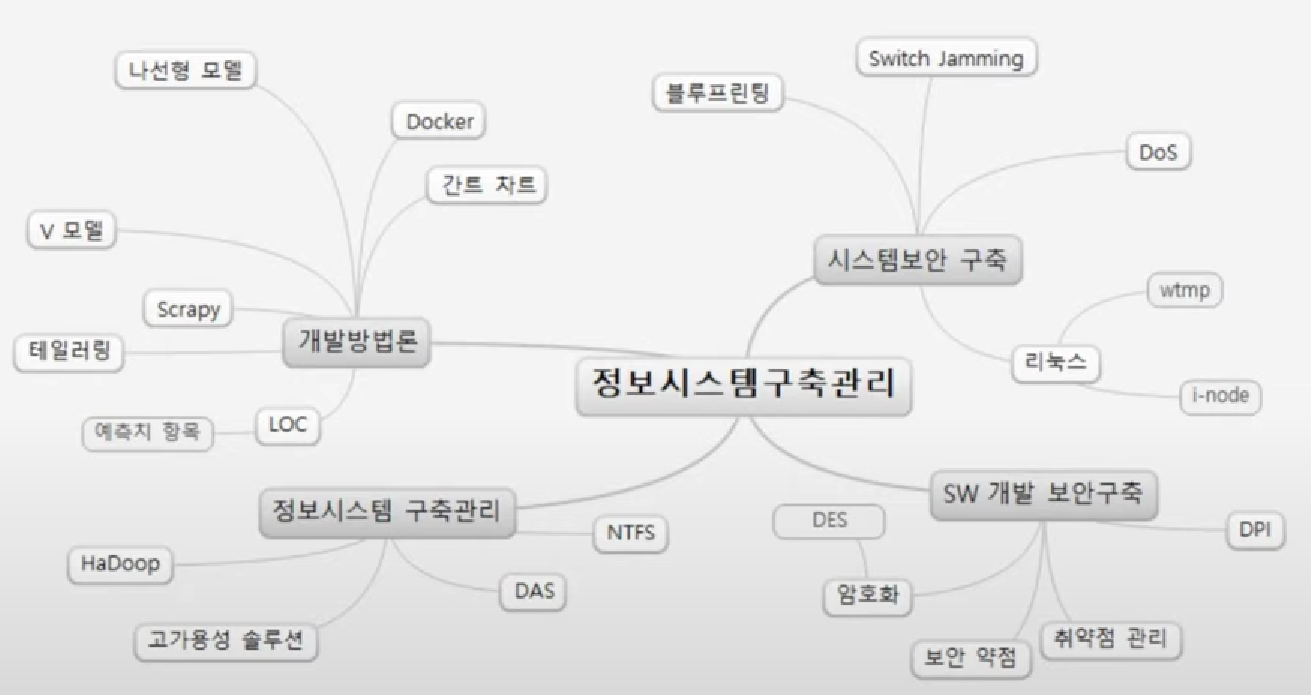 나선형 모델
Docker
간트 차트
V 모델
Scrapy
테일러링
개발방법론
예측치 항목
LOC
블루프린팅
Switch Jamming
DoS
시스템보안 구축
wtmp
리눅스
i-node
정보시스템구축관리
정보시스템 구축관리
NTFS
HaDoop
DAS
고가용성 솔루션
SW 개발 보안구축
DES
DPI
암호화
보안 약점
취약점 관리